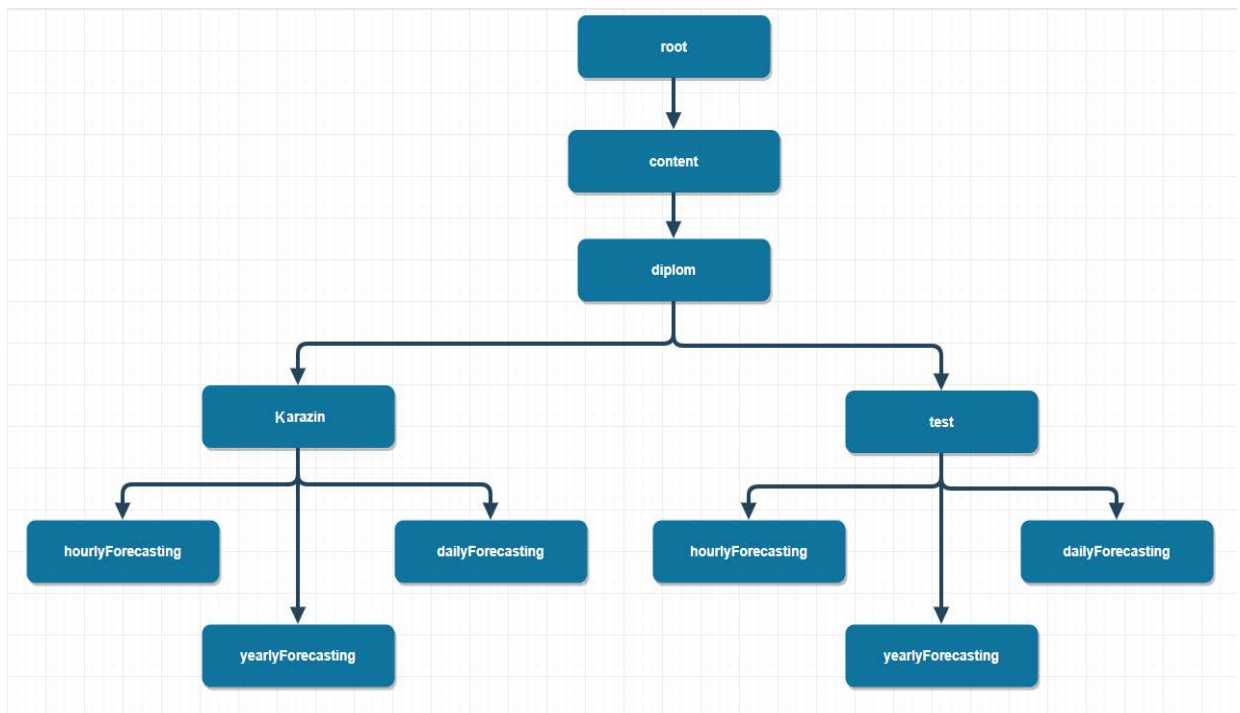 root
content
diplom
Karazin
test
hourlyForecasting
dailyForecasting
hourlyForecasting
dailyForecasting
yearlyForecasting
yearlyForecasting